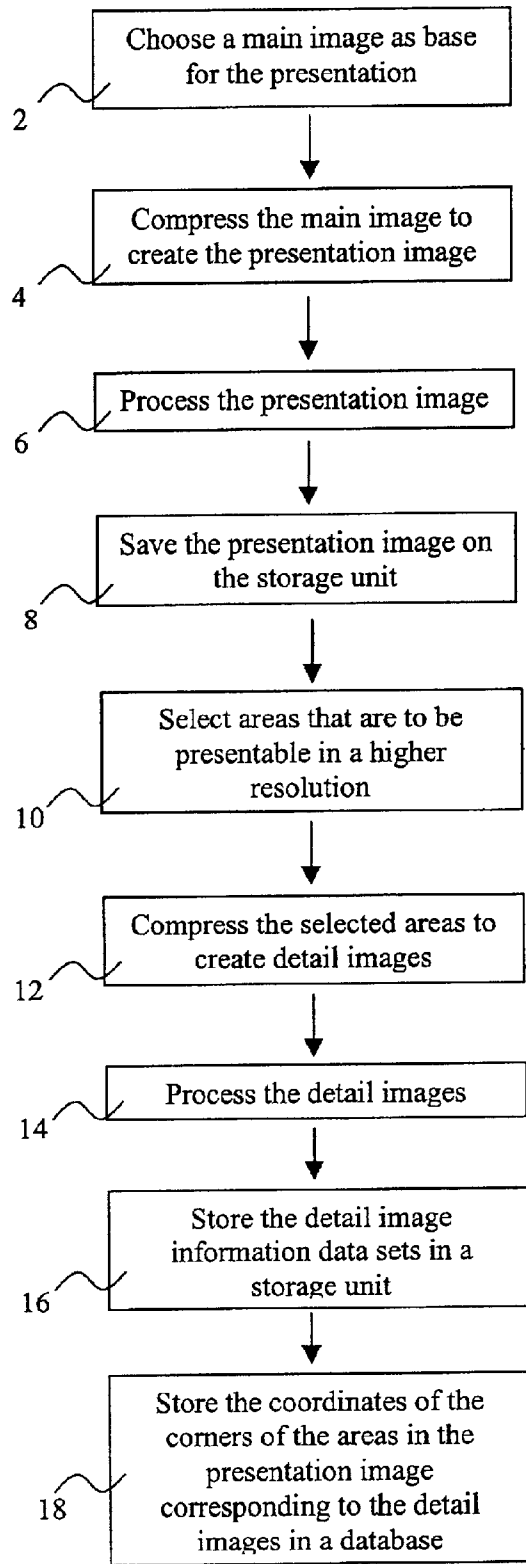 Choose a main image as base
for the presentation
2
Compress the main image to
create the presentation image
4
Process the presentation image
6
Save the presentation image on
the storage unit
8
Select areas that are to be
presentable in a higher
resolution
10
Compress the selected areas to
create detail images
12
Process the detail images
14
Store the detail image
information data sets in a
storage unit
16
Store the coordinates of the
corners of the areas in the
presentation image
corresponding to the detail
images in a database
18